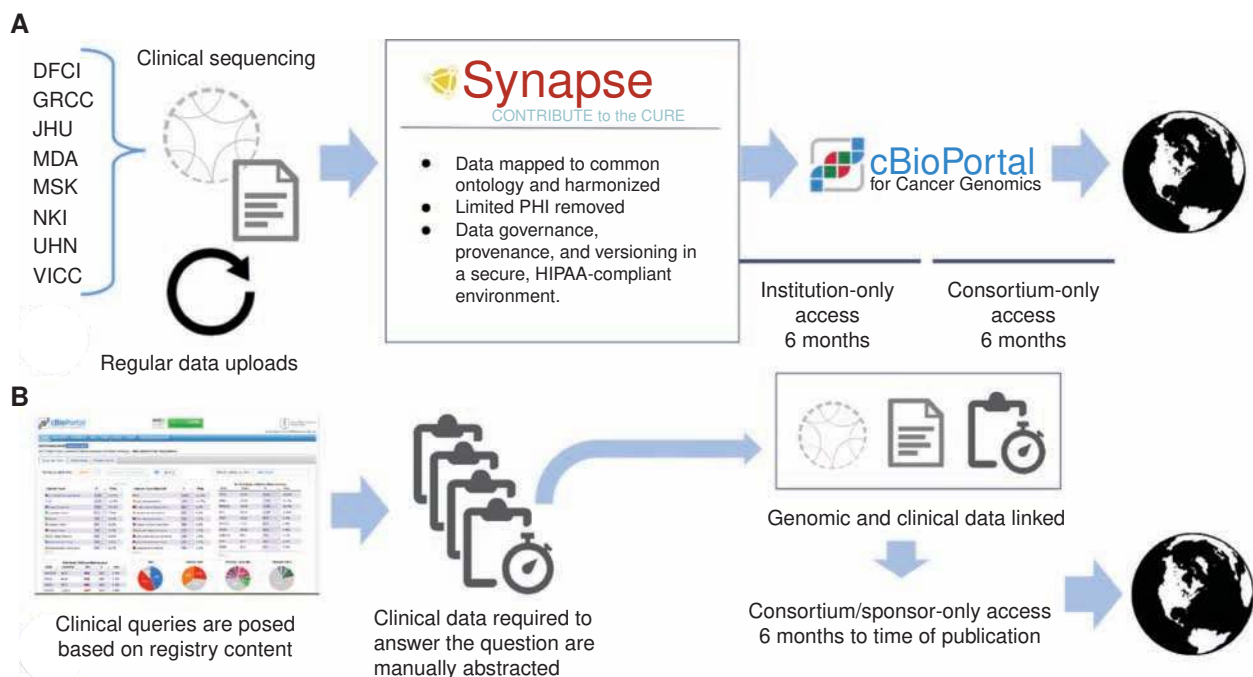 A
DFCI
GRCC
JHU
MDA
MSK
NKI
UHN
VICC
Clinical sequencing
Regular data uploads
Synapse
CONTRIBUTE to the CURE
● Data mapped to common
ontology and harmonized
● Limited PHI removed
● Data governance,
provenance, and versioning in
a secure, HIPAA-compliant
environment.
cBioPortal
for Cancer Genomics
Institution-only
access
6 months
Consortium-only
access
6 months
B
cBioPortal
Clinical queries are posed
based on registry content
Clinical data required to
answer the question are
manually abstracted
Genomic and clinical data linked
Consortium/sponsor-only access
6 months to time of publication